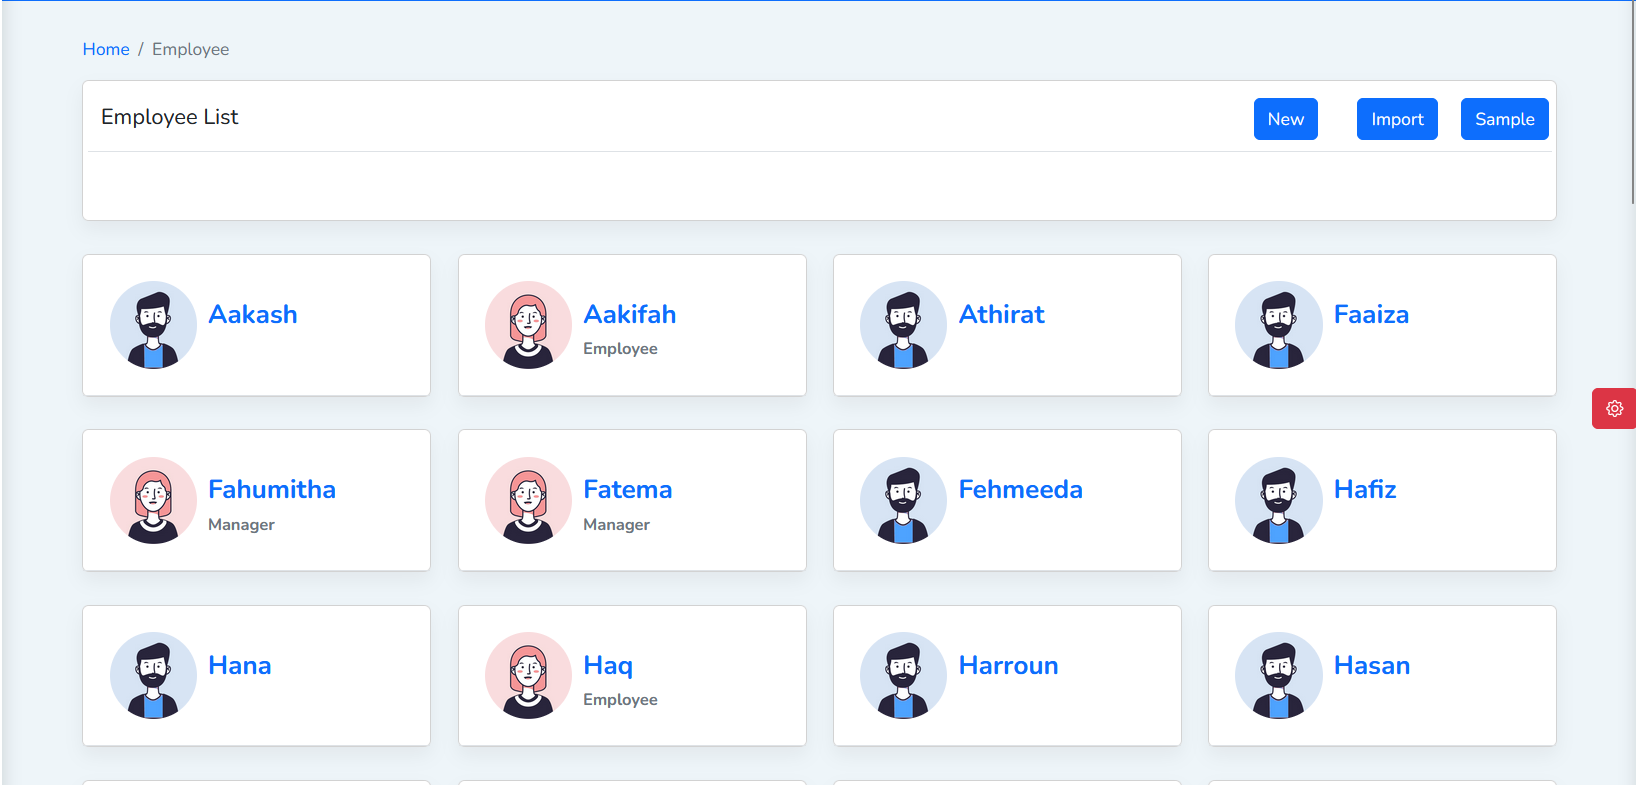 Home / Employee
Employee List
New Import Sample
Aakash
Aakifah
Employee
Athirat
Faaiza
Fahumitha
Manager
Fatema
Manager
Fehmeeda
Hafiz
Hana
Haq
Employee
Harroun
Hasan